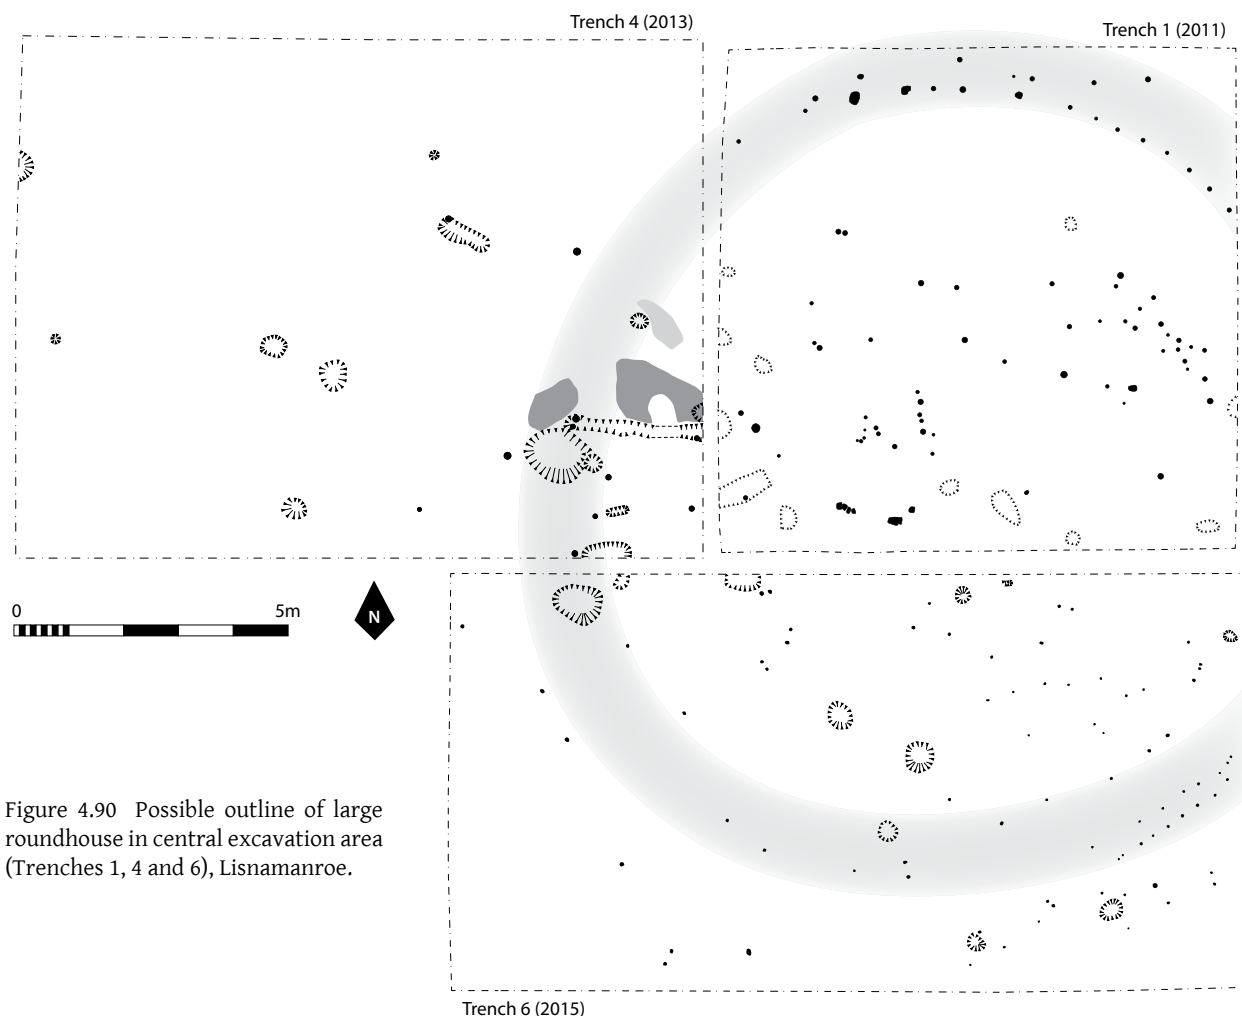 Trench 4 (2013)
Trench 1 (2011)
0
5m
N
Figure 4.90 Possible outline of large
roundhouse in central excavation area
(Trenches 1, 4 and 6), Lisnamanroe.
Trench 6 (2015)